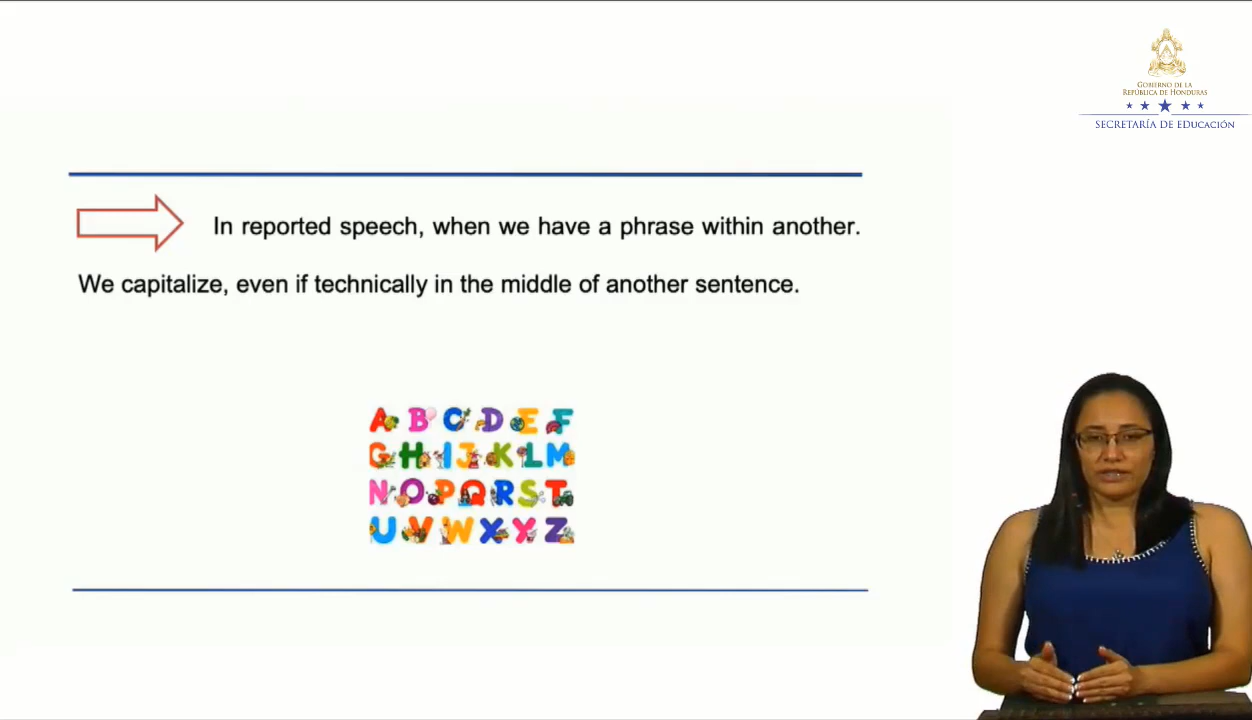 GOBIERNO DE LA
REPÚBLICA DE HONDURAS
SECRETARÍA DE EDUCACIÓN
In reported speech, when we have a phrase within another.
We capitalize, even if technically in the middle of another sentence.
A B C D E F
G H I J K L M
N O P Q R S T
U V W X Y Z